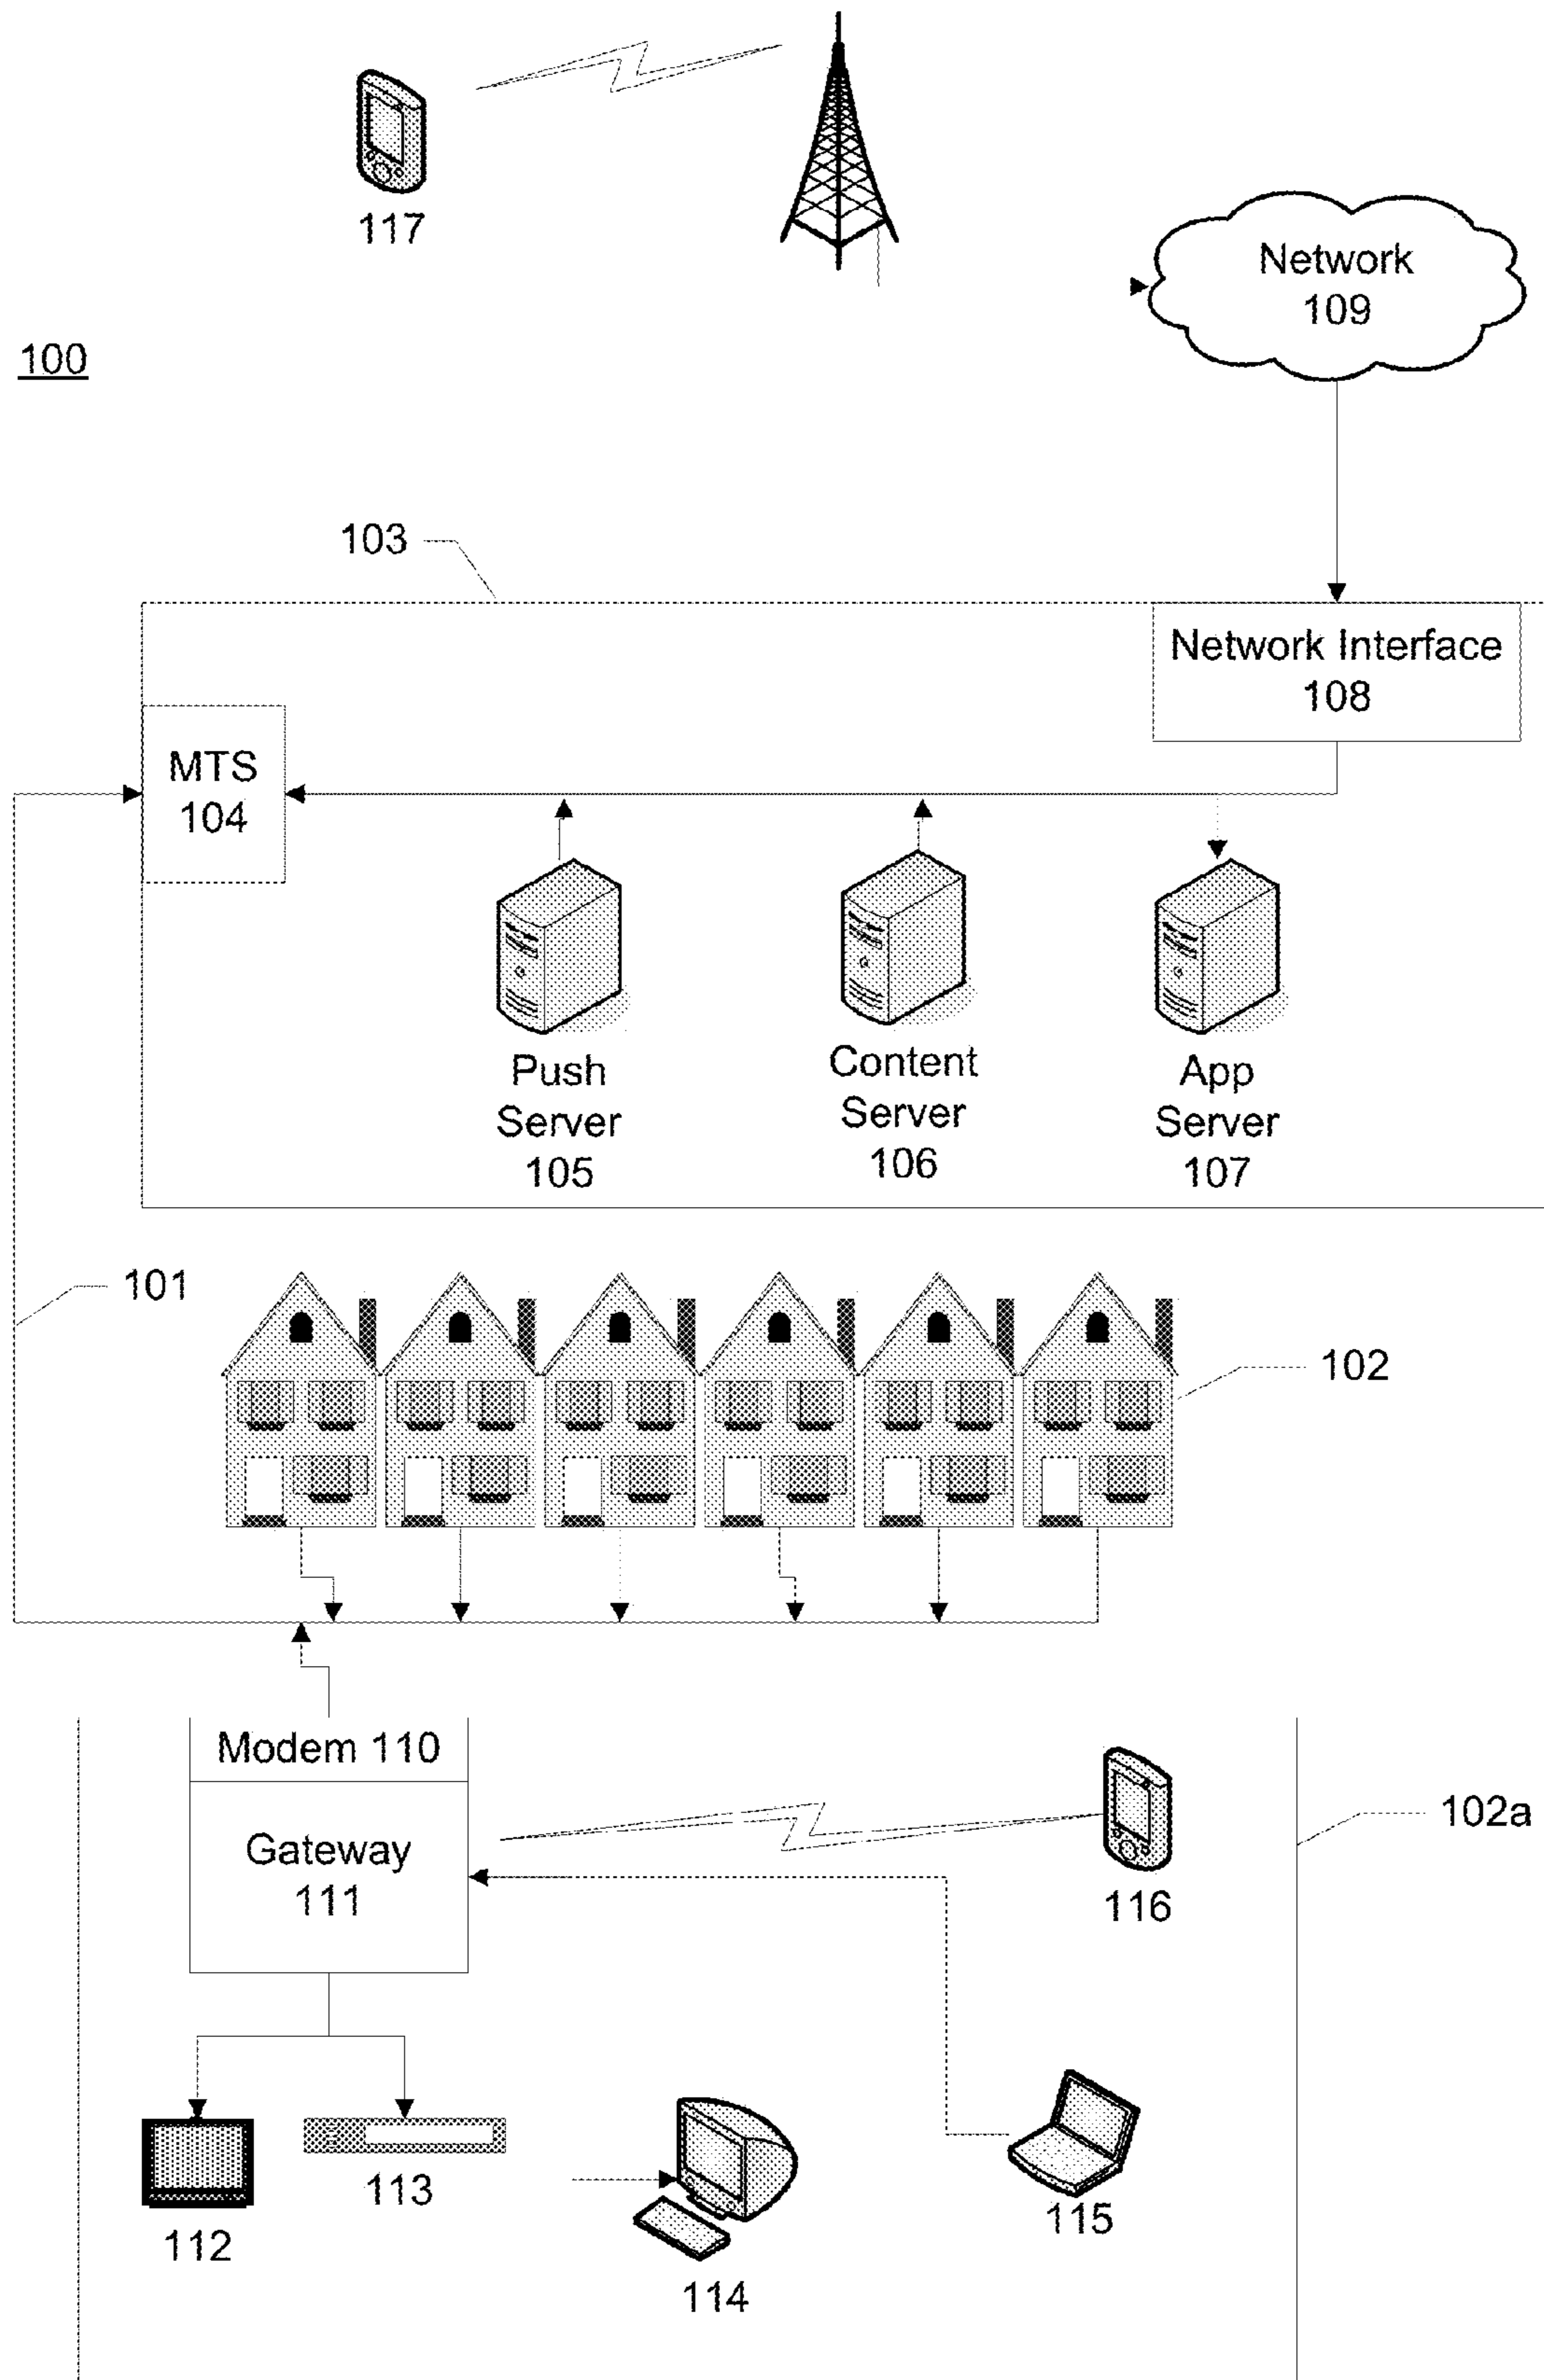 117
Network
109
100
103
Network Interface
108
MTS
104
Push
Server
105
Content
Server
106
App
Server
107
101
102
Modem 110
Gateway
111
116
102a
112
113
114
115